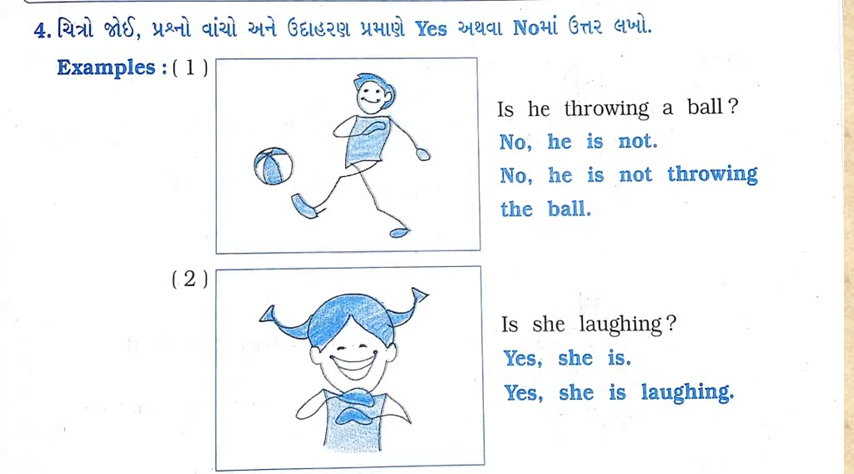 4. ચિત્રો જોઈ, પ્રશ્નો વાંચો અને ઉદાહરણ પ્રમાણે Yes અથવા Noમાં ઉત્તર લખો.
Examples : ( 1 )
Is he throwing a ball ?
No, he is not.
No, he is not throwing
the ball.
( 2 )
Is she laughing ?
Yes, she is.
Yes, she is laughing.